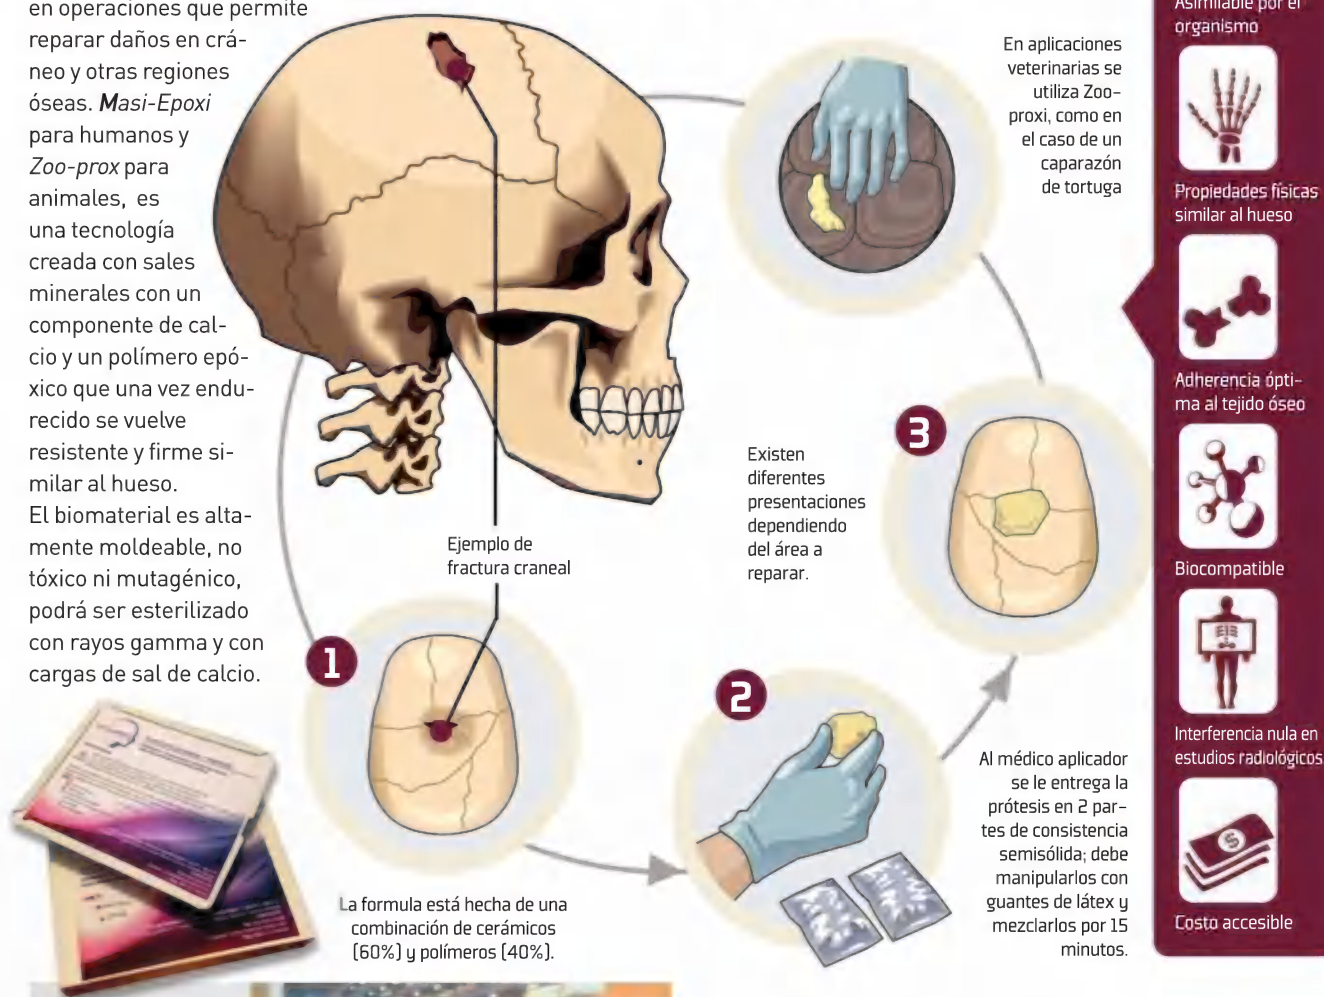 en operaciones que permite
reparar daños en crá-
neo y otras regiones
óseas. Masi-Epoxi
para humanos y
Zoo-prox para
animales, es
una tecnología
creada con sales
minerales con un
componente de cal-
cio y un polímero epó-
xico que una vez endu-
recido se vuelve
resistente y firme si-
milar al hueso.
El biomaterial es alta-
mente moldeable, no
tóxico ni mutagénico,
podrá ser esterilizado
con rayos gamma y con
cargas de sal de calcio.
Ejemplo de
fractura craneal
1
La formula está hecha de una
combinación de cerámicos
(60%) y polímeros (40%).
2
Al médico aplicador
se le entrega la
prótesis en 2 par-
tes de consistencia
semisólida; debe
manipularlos con
guantes de látex y
mezclarlos por 15
minutos.
3
Existen
diferentes
presentaciones
dependiendo
del área a
reparar.
En aplicaciones
veterinarias se
utiliza Zoo-
proxi, como en
el caso de un
caparazón
de tortuga
Asimilable por el
organismo
Propiedades físicas
similar al hueso
Adherencia ópti-
ma al tejido óseo
Biocompatible
Interferencia nula en
estudios radiológicos
$
Costo accesible